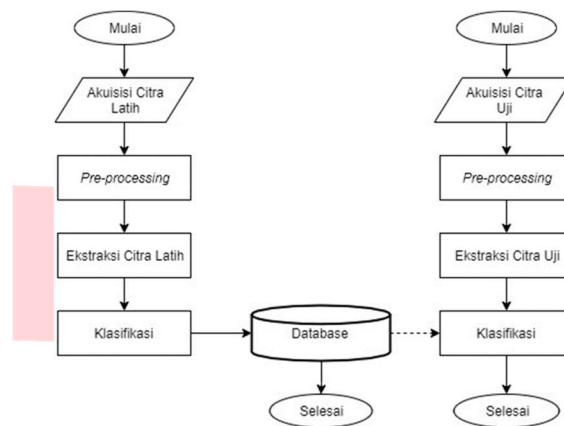 Mulai
Akuisisi Citra
Latih
Pre-processing
Ekstraksi Citra Latih
Klasifikasi
Database
Selesai
Mulai
Akuisisi Citra
Uji
Pre-processing
Ekstraksi Citra Uji
Klasifikasi
Selesai